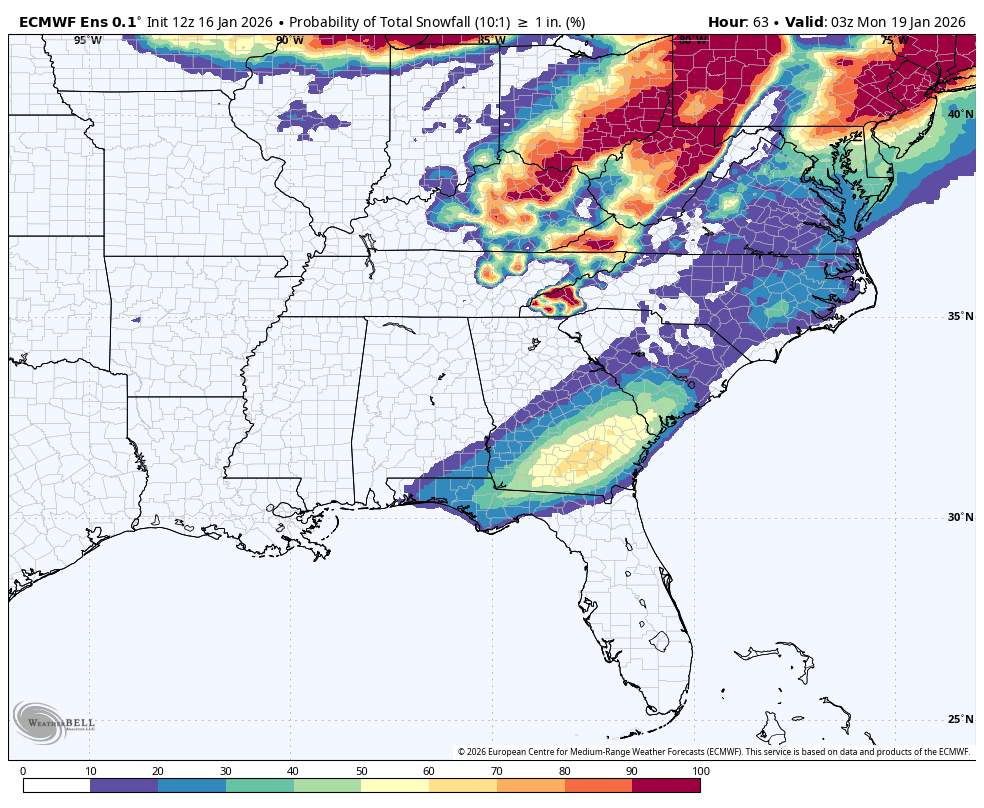 ECMWF Ens 0.1° Init 12z 16 Jan 2026 • Probability of Total Snowfall (10:1) ≥ 1 in. (%) Hour: 63 • Valid: 03z Mon 19 Jan 2026
95°W 90°W 85°W 80°W 75°W
40°N
35°N
30°N
25°N
WEATHERBELL
© 2026 European Centre for Medium-Range Weather Forecasts (ECMWF). This service is based on data and products of the ECMWF.
0 10 20 30 40 50 60 70 80 90 100